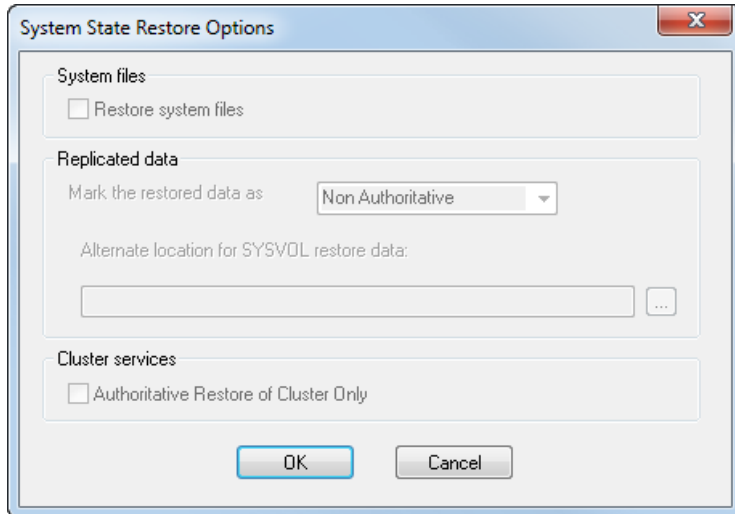 System State Restore Options
System files
Restore system files
Replicated data
Mark the restored data as
Non Authoritative
Alternate location for SYSVOL restore data:
...
Cluster services
Authoritative Restore of Cluster Only
OK
Cancel